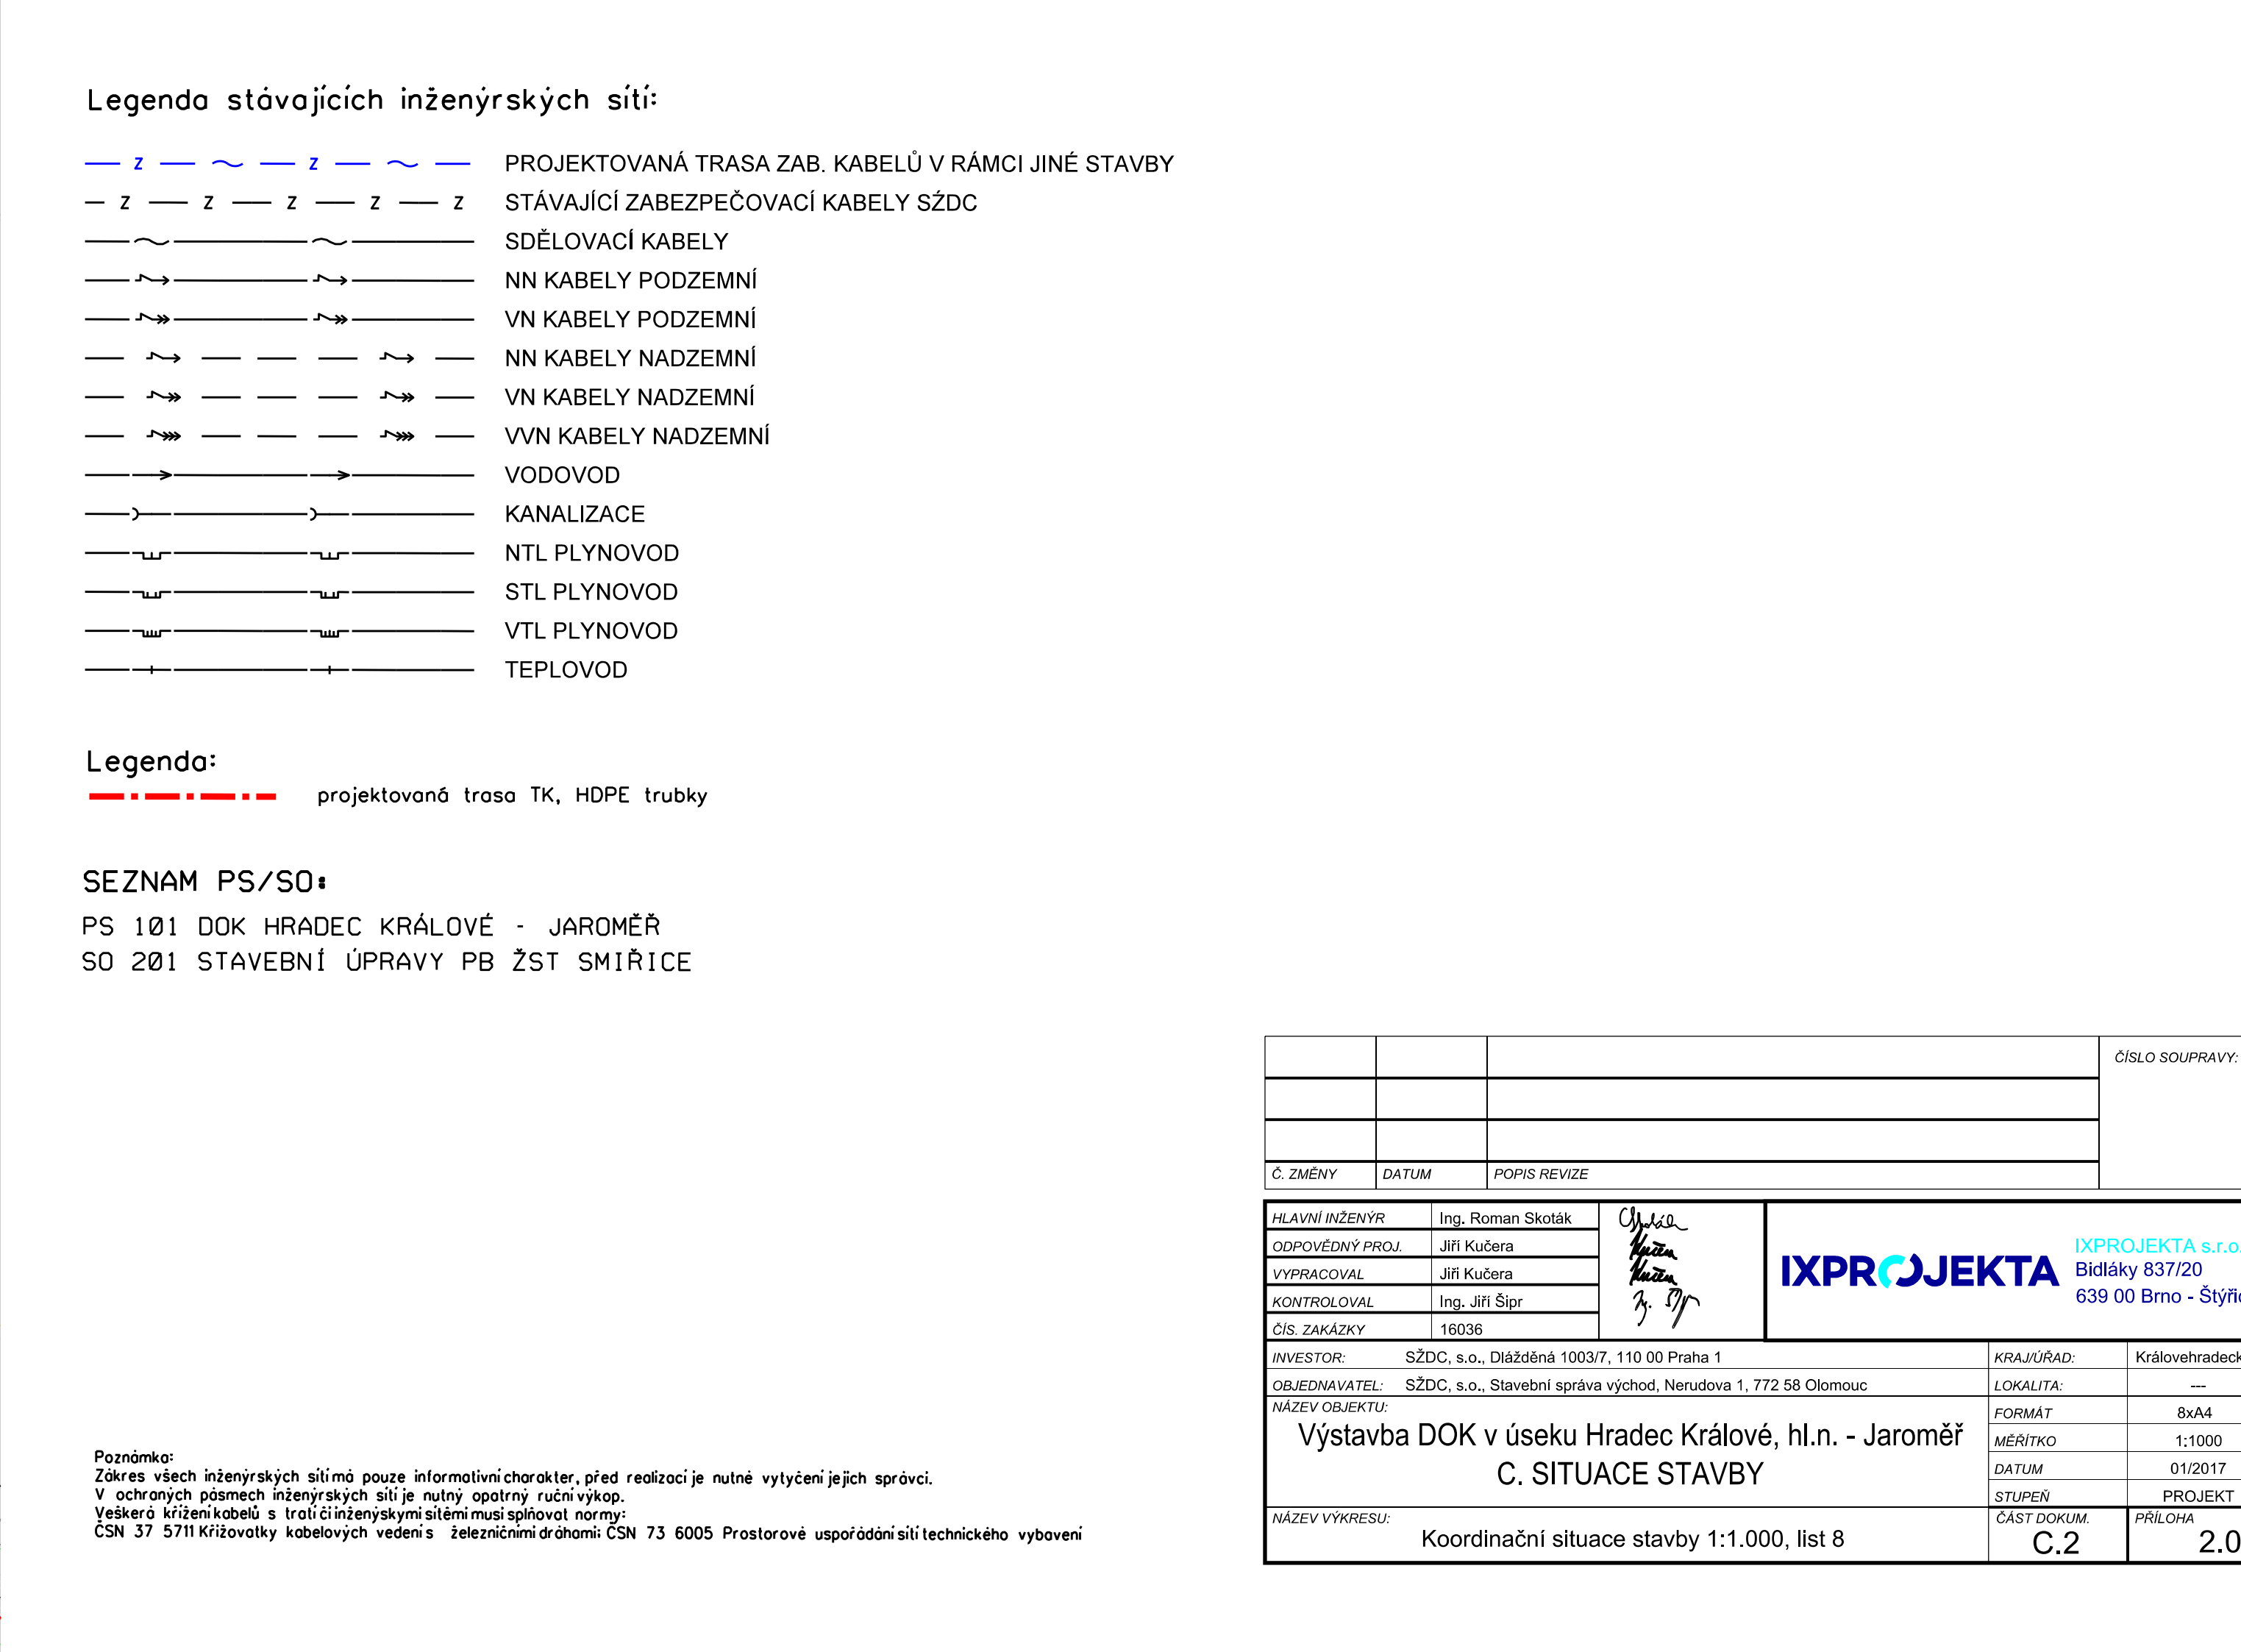 Legenda stávajících inženýrských sítí:
Z Z PROJEKTOVANÁ TRASA ZAB. KABELŮ V RÁMCI JINÉ STAVBY
Z Z Z Z Z STÁVAJÍCÍ ZABEZPEČOVACÍ KABELY SŹDC
SDĚLOVACÍ KABELY
NN KABELY PODZEMNÍ
VN KABELY PODZEMNÍ
NN KABELY NADZEMNÍ
VN KABELY NADZEMNÍ
VVN KABELY NADZEMNÍ
VODOVOD
KANALIZACE
NTL PLYNOVOD
STL PLYNOVOD
VTL PLYNOVOD
TEPLOVOD
Legenda:
projektovaná trasa TK, HDPE trubky
SEZNAM PS/SO:
PS 101 DOK HRADEC KRÁLOVÉ - JAROMĚŘ
SO 201 STAVEBNÍ ÚPRAVY PB ŽST SMIŘICE
Poznámka:
Zákres všech inženýrských sítí má pouze informativní charakter, před realizací je nutné vytyčení jejich správci.
V ochraných pásmech inženýrských sítí je nutný opatrný ruční výkop.
Veškerá křížení kabelů s tratí či inženýskými sítěmi musí splňovat normy:
ČSN 37 5711 Křižovatky kabelových vedení s železničními dráhami; ČSN 73 6005 Prostorové uspořádání sítí technického vybavení
ČÍSLO SOUPRAVY:
Č. ZMĚNY DATUM POPIS REVIZE
HLAVNÍ INŽENÝR Ing. Roman Skoták
ODPOVĚDNÝ PROJ. Jiří Kučera
VYPRACOVAL Jiři Kučera
KONTROLOVAL Ing. Jiří Šipr
ČÍS. ZAKÁZKY 16036
IXPROJEKTA
IXPROJEKTA s.r.o.
Bidláky 837/20
639 00 Brno - Štýřic
INVESTOR: SŽDC, s.o., Dlážděná 1003/7, 110 00 Praha 1
OBJEDNAVATEL: SŽDC, s.o., Stavební správa východ, Nerudova 1, 772 58 Olomouc
NÁZEV OBJEKTU:
Výstavba DOK v úseku Hradec Králové, hl.n. - Jaroměř
C. SITUACE STAVBY
KRAJ/ÚŘAD: Královehradeck
LOKALITA: ---
FORMÁT 8xA4
MĚŘÍTKO 1:1000
DATUM 01/2017
STUPEŇ PROJEKT
NÁZEV VÝKRESU:
Koordinační situace stavby 1:1.000, list 8
ČÁST DOKUM.
C.2
PŘÍLOHA
2.0